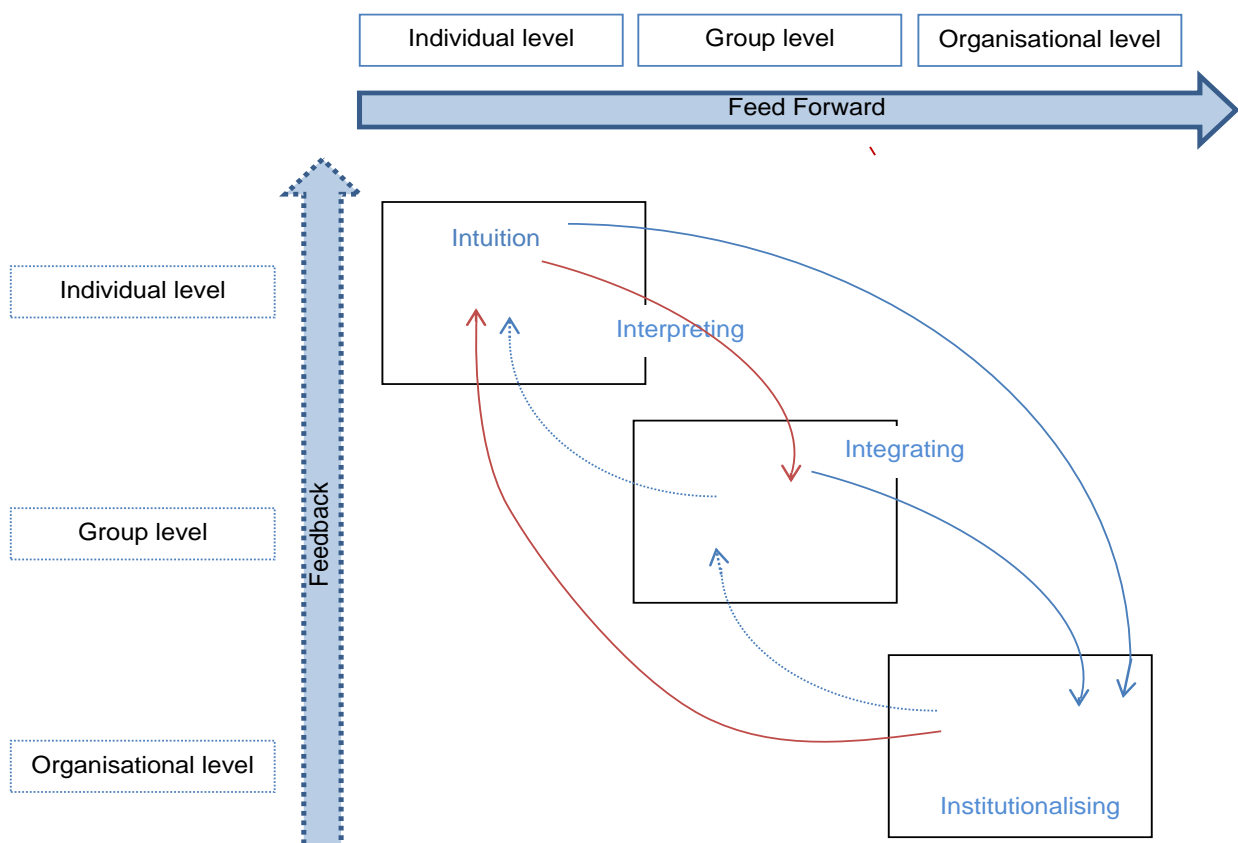 Individual level
Group level
Organisational level
Feed Forward
Intuition
Individual level
Interpreting
Integrating
Group level
Feedback
Organisational level
Institutionalising